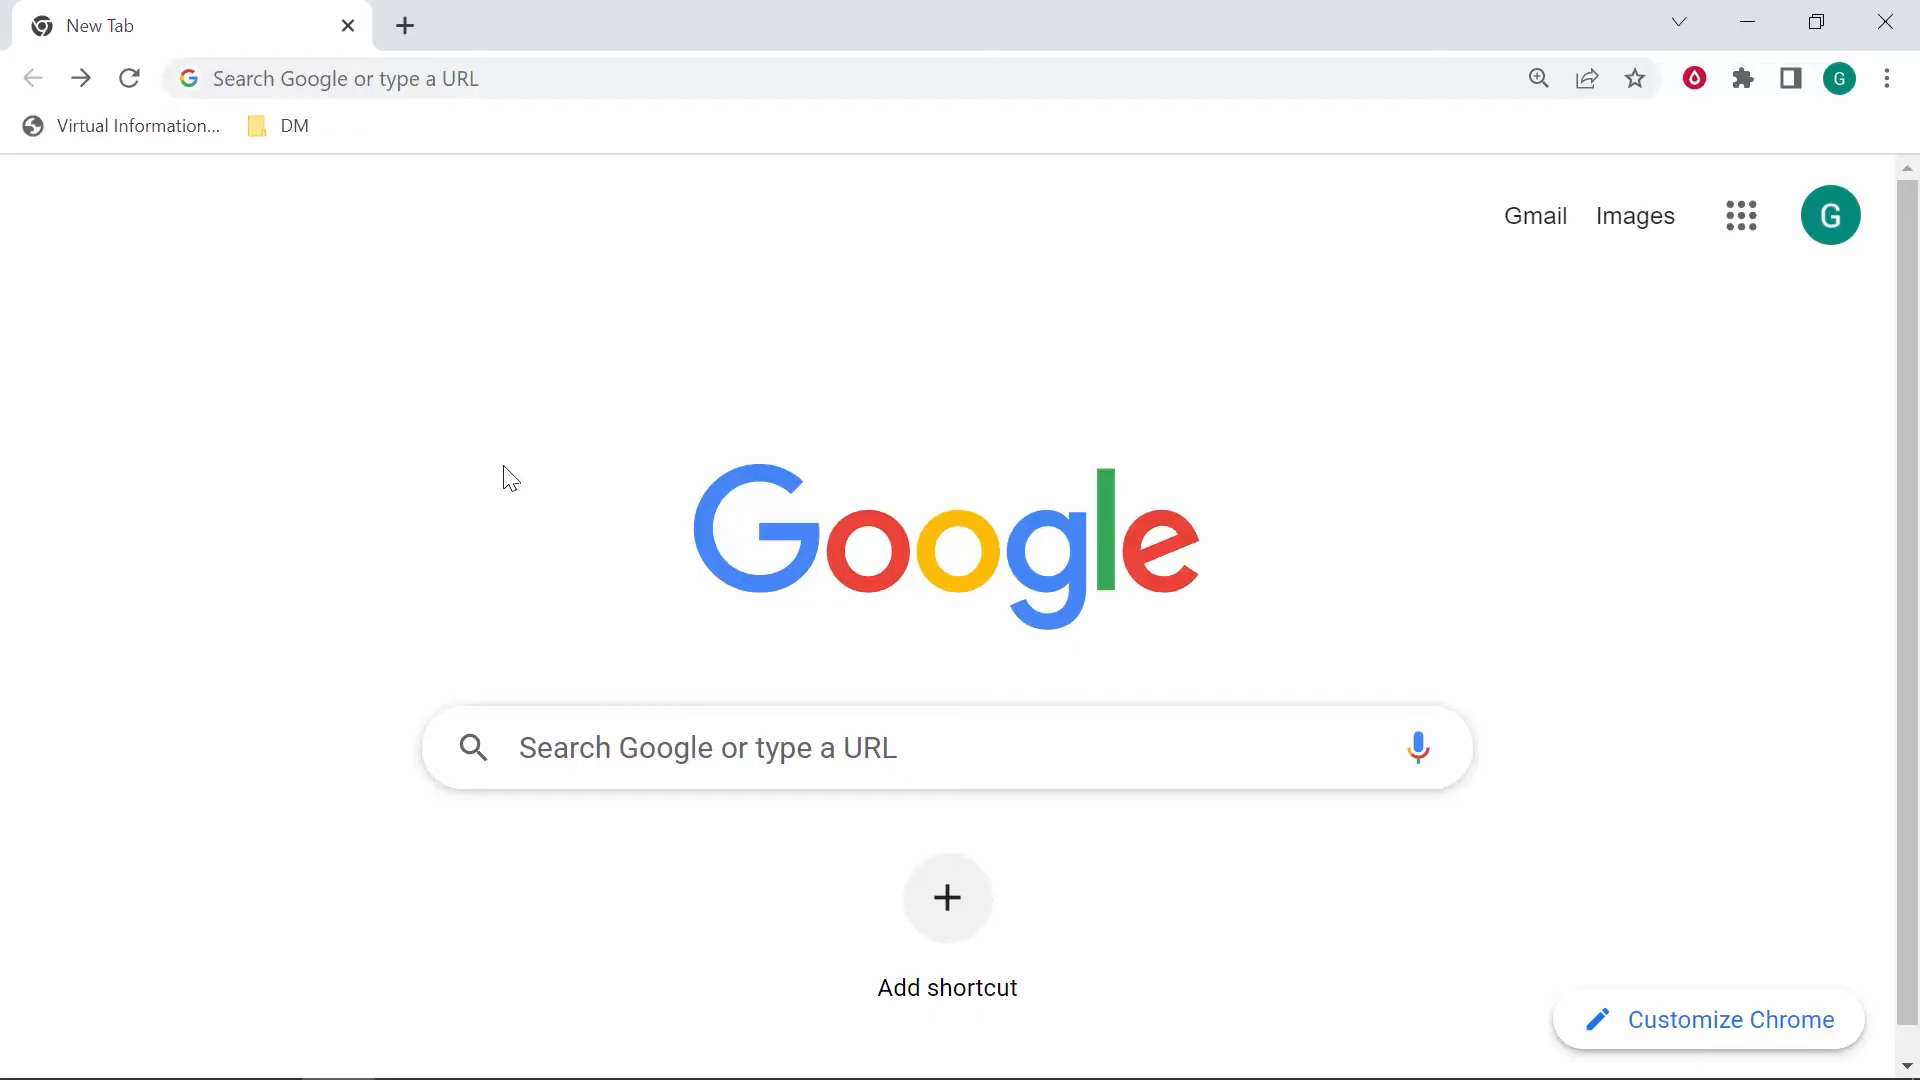 New Tab
Search Google or type a URL
G
Virtual Information...
DM
Gmail
Images
G
Google
Search Google or type a URL
Add shortcut
Customize Chrome